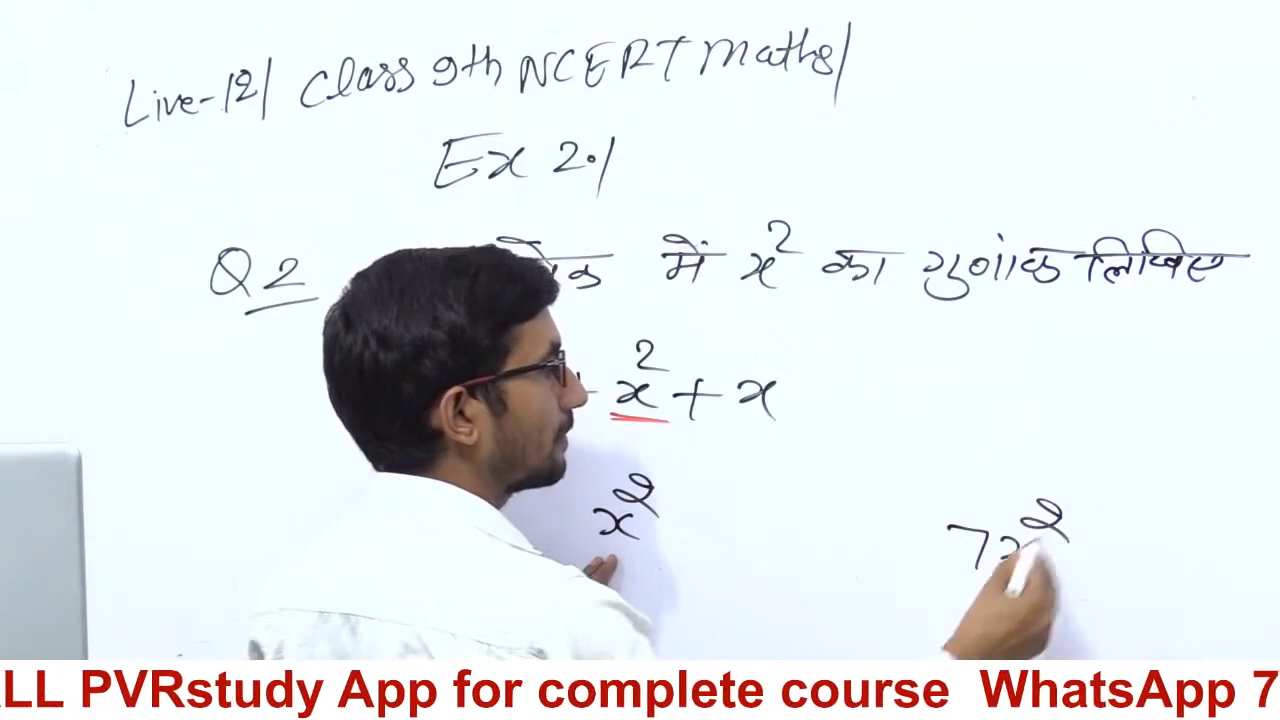 Live-12/ Class 9th NCERT Maths/
Ex 2.1
Q2 में x² का गुणांक लिखिए
x² + x
x²
7x²
ALL PVRstudy App for complete course WhatsApp 7